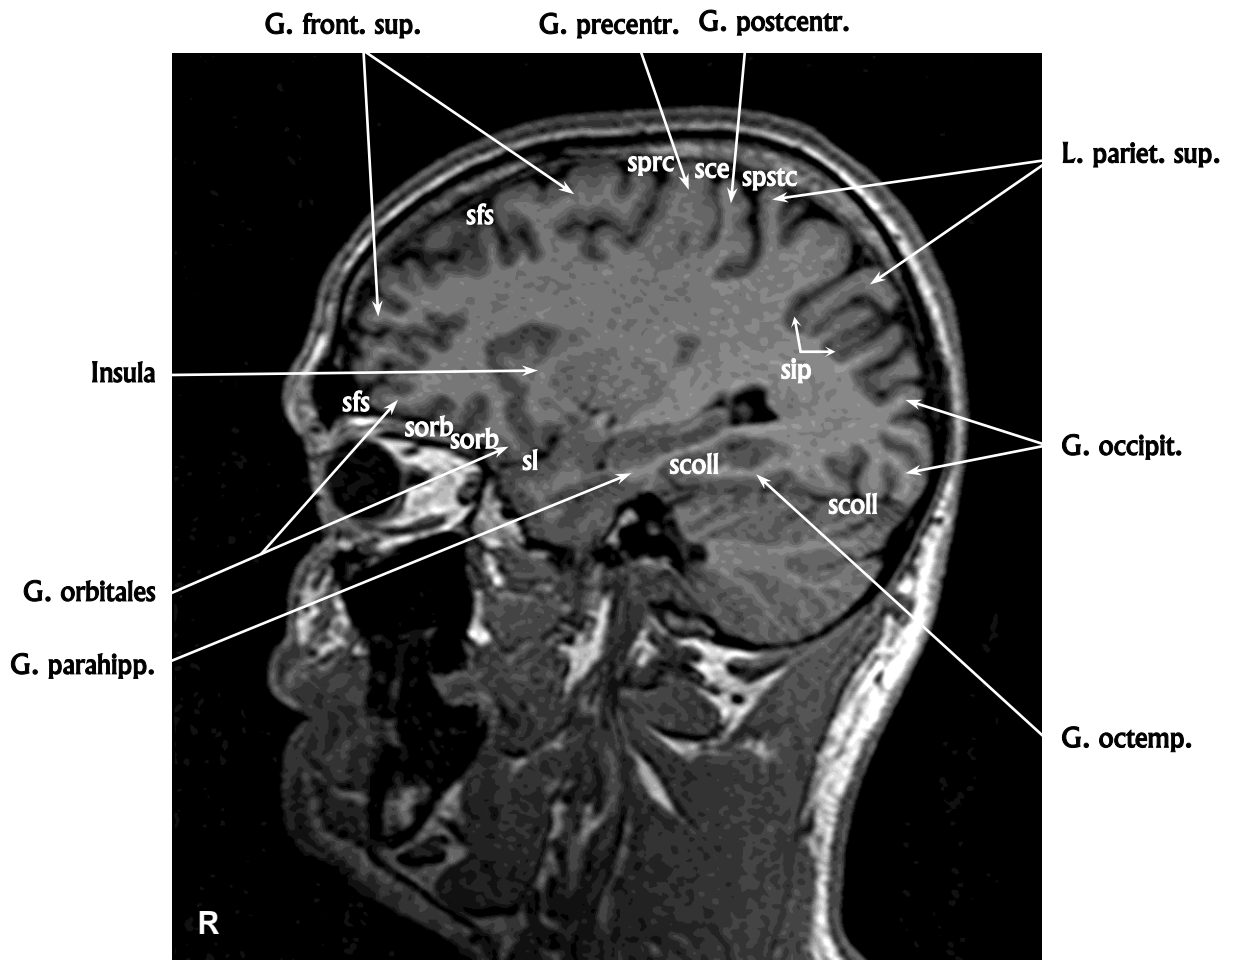 G. front. sup.
G. precentr.
G. postcentr.
L. pariet. sup.
sprc
sce
spstc
sfs
Insula
sip
sfs
sorb
sorb
sl
scoll
G. occipit.
scoll
G. orbitales
G. parahipp.
G. octemp.
R